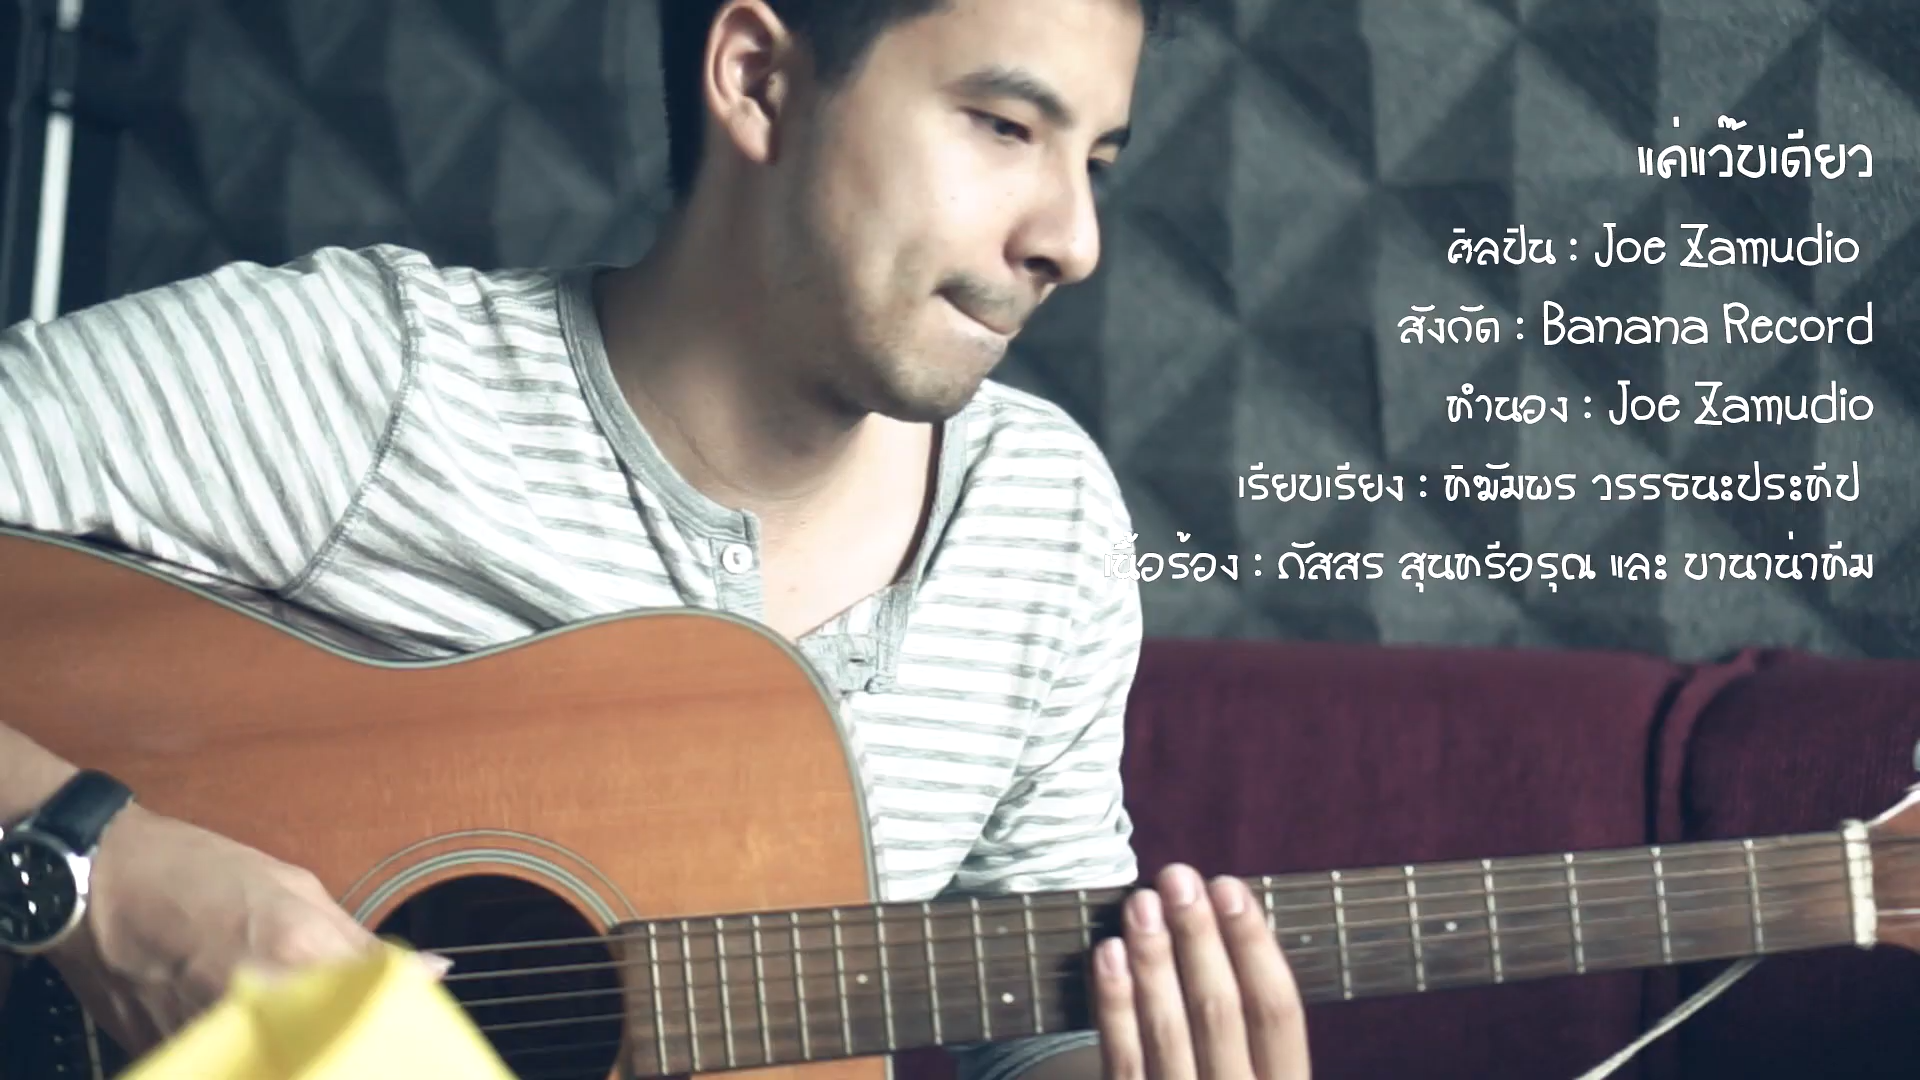 แค่แว๊บเดียว
ศิลปิน : Joe Zamudio
สังกัด : Banana Record
ทำนอง : Joe Zamudio
เรียบเรียง : ทิฆัมพร วรรธนะประทีป
เนื้อร้อง : ภัสสร สุนทรีอรุณ และ บานาน่าทีม